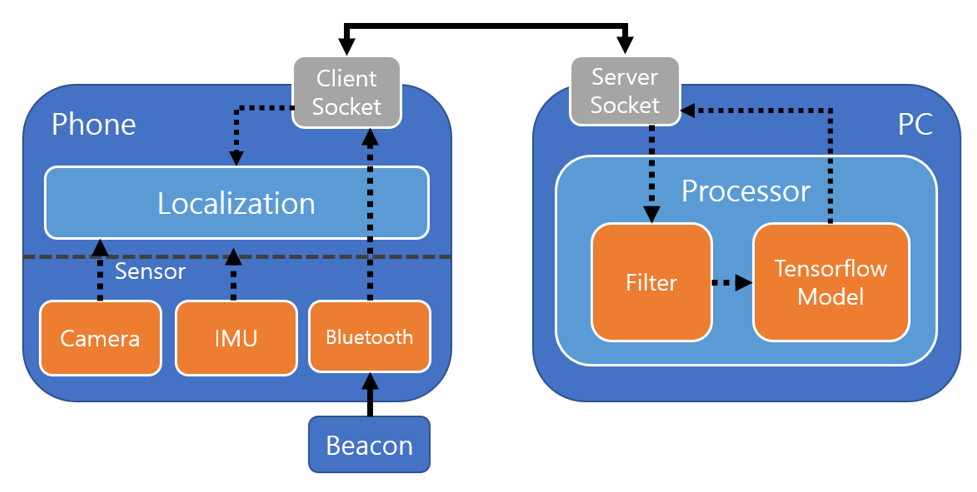 Client
Socket
Server
Socket
Phone
PC
Localization
Processor
Sensor
Filter
Tensorflow
Model
Camera
IMU
Bluetooth
Beacon